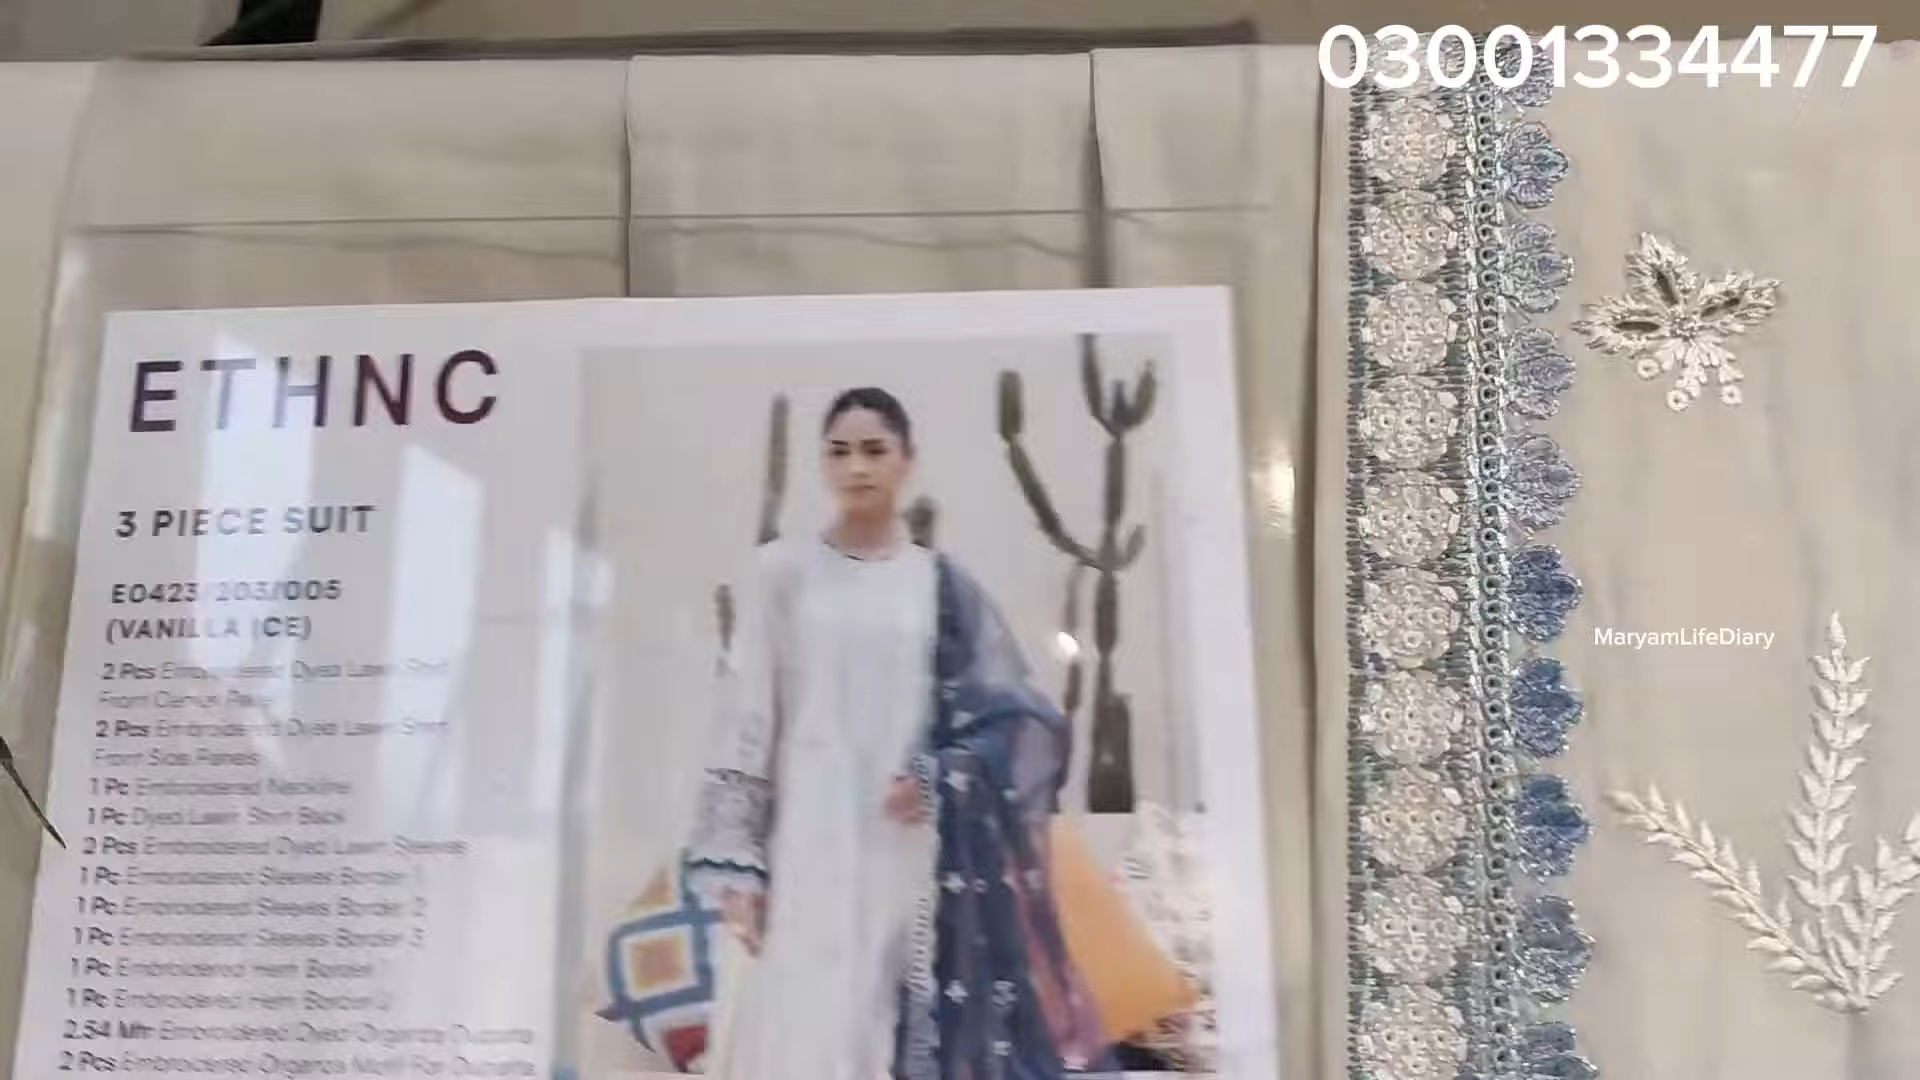 03001334477
ETHNC
3 PIECE SUIT
E0423/203/005
(VANILLA ICE)
2 Pcs Embroidered Dyed Lawn Shirt
Front Side Panels
2 Pcs Embroidered Dyed Lawn Shirt
1 Pc Embroidered Neckline
1 Pc Dyed Lawn Shirt Back
2 Pcs Embroidered Dyed Lawn Sleeves
1 Pc Embroidered Sleeves Border 1
1 Pc Embroidered Sleeves Border 2
1 Pc Embroidered Sleeves Border 3
1 Pc Embroidered Hem Border 1
1 Pc Embroidered Hem Border 2
2.54 Mtr Embroidered Dyed Organza Dupatta
2 Pcs Embroidered Organza Motif For Dupatta
MaryamLifeDiary